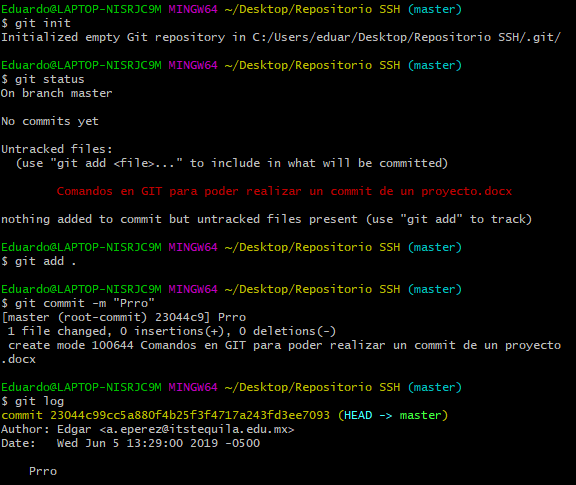 Eduardo@LAPTOP-NISRJC9M MINGW64 ~/Desktop/Repositorio SSH (master)
$ git init
Initialized empty Git repository in C:/Users/eduar/Desktop/Repositorio SSH/.git/
Eduardo@LAPTOP-NISRJC9M MINGW64 ~/Desktop/Repositorio SSH (master)
$ git status
On branch master
No commits yet
Untracked files:
  (use "git add <file>..." to include in what will be committed)
        Comandos en GIT para poder realizar un commit de un proyecto.docx
nothing added to commit but untracked files present (use "git add" to track)
Eduardo@LAPTOP-NISRJC9M MINGW64 ~/Desktop/Repositorio SSH (master)
$ git add .
Eduardo@LAPTOP-NISRJC9M MINGW64 ~/Desktop/Repositorio SSH (master)
$ git commit -m "Prro"
[master (root-commit) 23044c9] Prro
 1 file changed, 0 insertions(+), 0 deletions(-)
 create mode 100644 Comandos en GIT para poder realizar un commit de un proyecto
.docx
Eduardo@LAPTOP-NISRJC9M MINGW64 ~/Desktop/Repositorio SSH (master)
$ git log
commit 23044c99cc5a880f4b25f3f4717a243fd3ee7093 (HEAD -> master)
Author: Edgar <a.eperez@itstequila.edu.mx>
Date:   Wed Jun 5 13:29:00 2019 -0500
    Prro